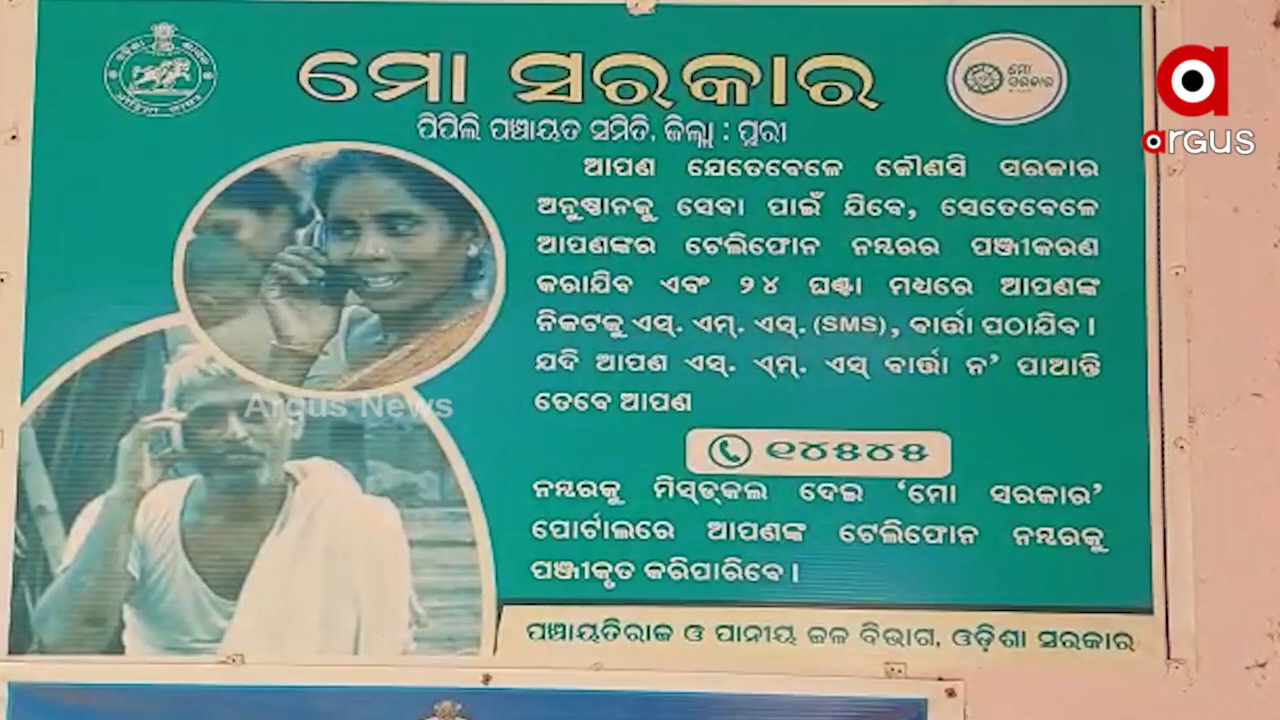 ମୋ ସରକାର
ପିପିଲି ପଞ୍ଚାୟତ ସମିତି, ଜିଲ୍ଲା : ପୁରୀ
ମୋ
ସରକାର
argus
ଆପଣ ଯେତେବେଳେ କୌଣସି ସରକାର
ଅନୁଷ୍ଠାନକୁ ସେବା ପାଇଁ ଯିବେ, ସେତେବେଳେ
ଆପଣଙ୍କର ଟେଲିଫୋନ ନମ୍ବରର ପଞ୍ଜୀକରଣ
କରାଯିବ ଏବଂ ୨୪ ଘଣ୍ଟା ମଧ୍ୟରେ ଆପଣଙ୍କ
ନିକଟକୁ ଏସ୍. ଏମ୍. ଏସ୍. (SMS), ବାର୍ତ୍ତା ପଠାଯିବ।
ଯଦି ଆପଣ ଏସ୍. ଏମ୍. ଏସ୍ ବାର୍ତ୍ତା ନ' ପାଆନ୍ତି
ତେବେ ଆପଣ
୧୪୫୪୫
ନମ୍ବରକୁ ମିସ୍‌ଡ୍‌କଲ ଦେଇ 'ମୋ ସରକାର'
ପୋର୍ଟାଲରେ ଆପଣଙ୍କ ଟେଲିଫୋନ ନମ୍ବରକୁ
ପଞ୍ଜୀକୃତ କରିପାରିବେ।
ପଞ୍ଚାୟତିରାଜ ଓ ପାନୀୟ ଜଳ ବିଭାଗ, ଓଡ଼ିଶା ସରକାର
Argus News